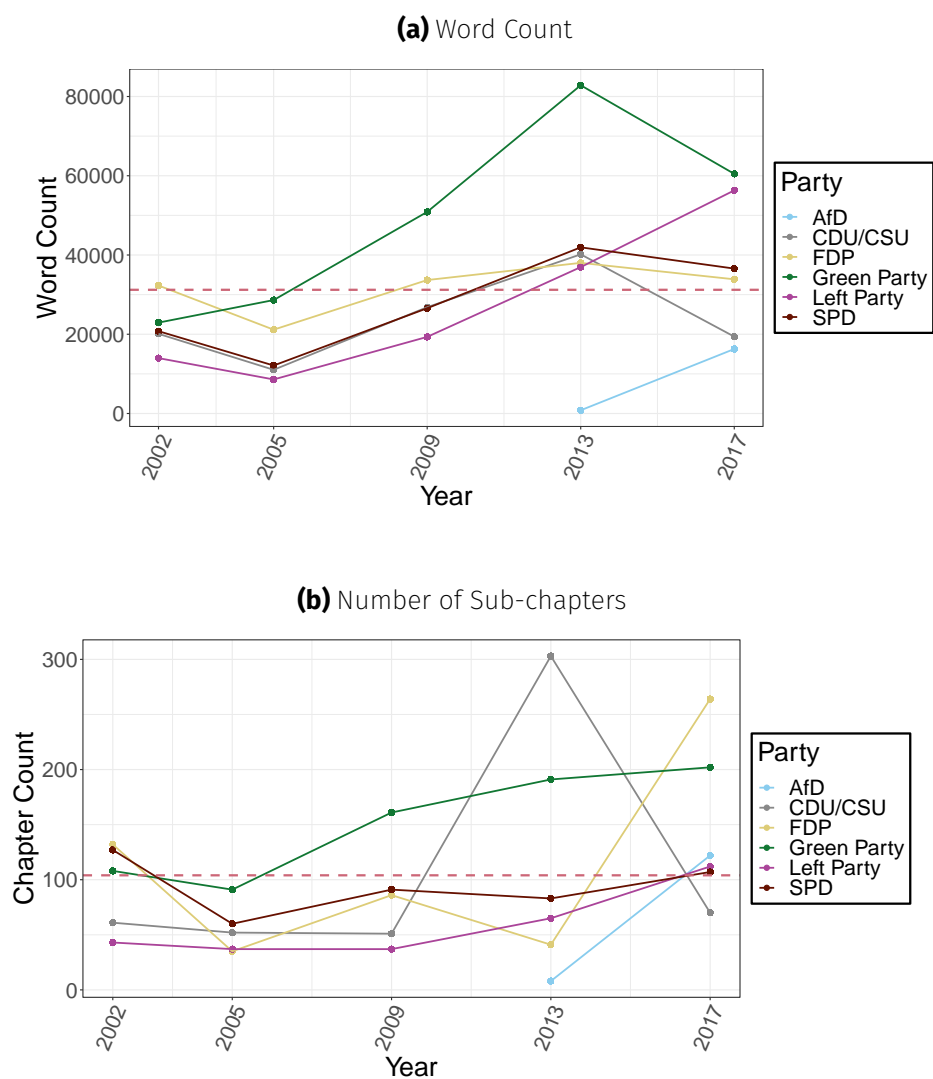 (a) Word Count
80000
60000
40000
20000
0
Word Count
2002
2005
2009
2013
2017
Year
Party
AfD
CDU/CSU
FDP
Green Party
Left Party
SPD
(b) Number of Sub-chapters
300
200
100
0
Chapter Count
2002
2005
2009
2013
2017
Year
Party
AfD
CDU/CSU
FDP
Green Party
Left Party
SPD